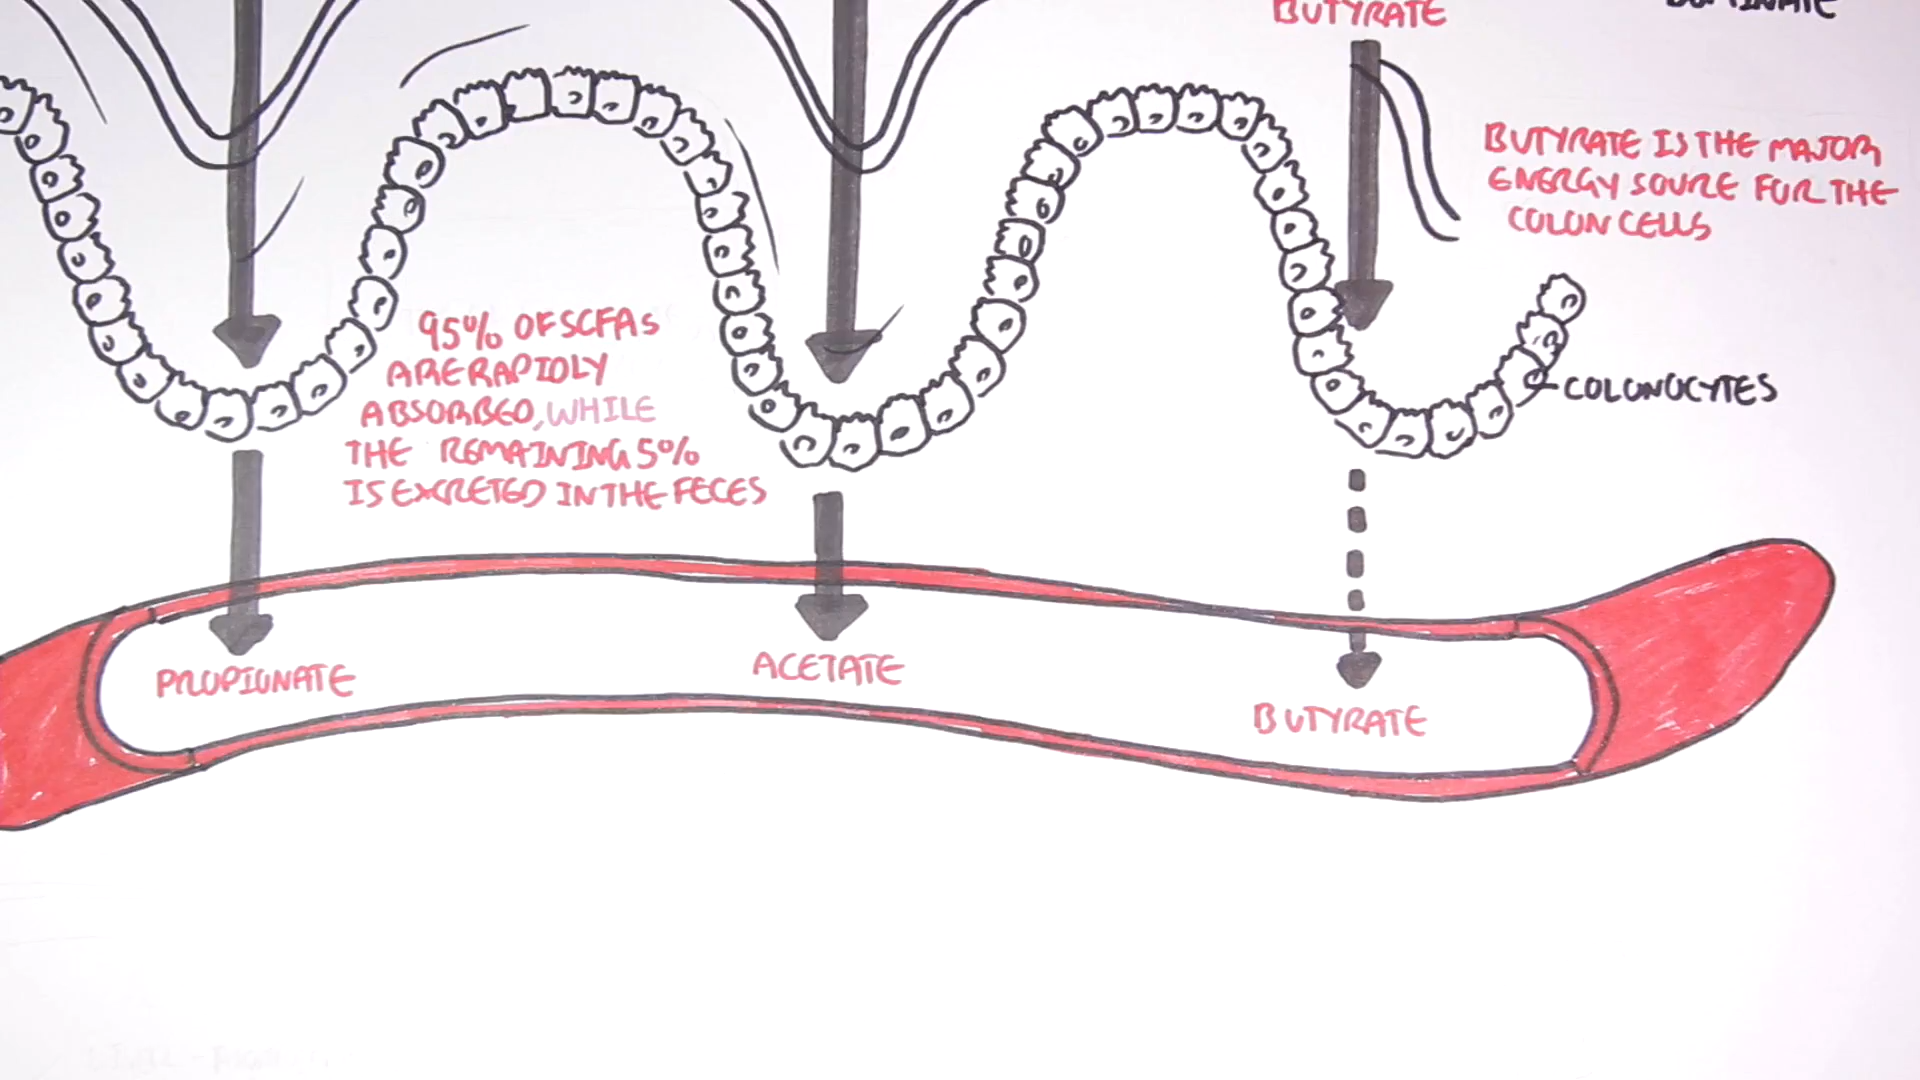 BUTYRATE
BUTYRATE IS THE MAJOR
ENERGY SOURE FOR THE
COLON CELLS
95% OF SCFAS
ARE RAPIDLY
ABSORBED, WHILE
THE REMAINING 5%
IS EXCRETED IN THE FECES
COLONOCYTES
PROPIONATE
ACETATE
BUTYRATE